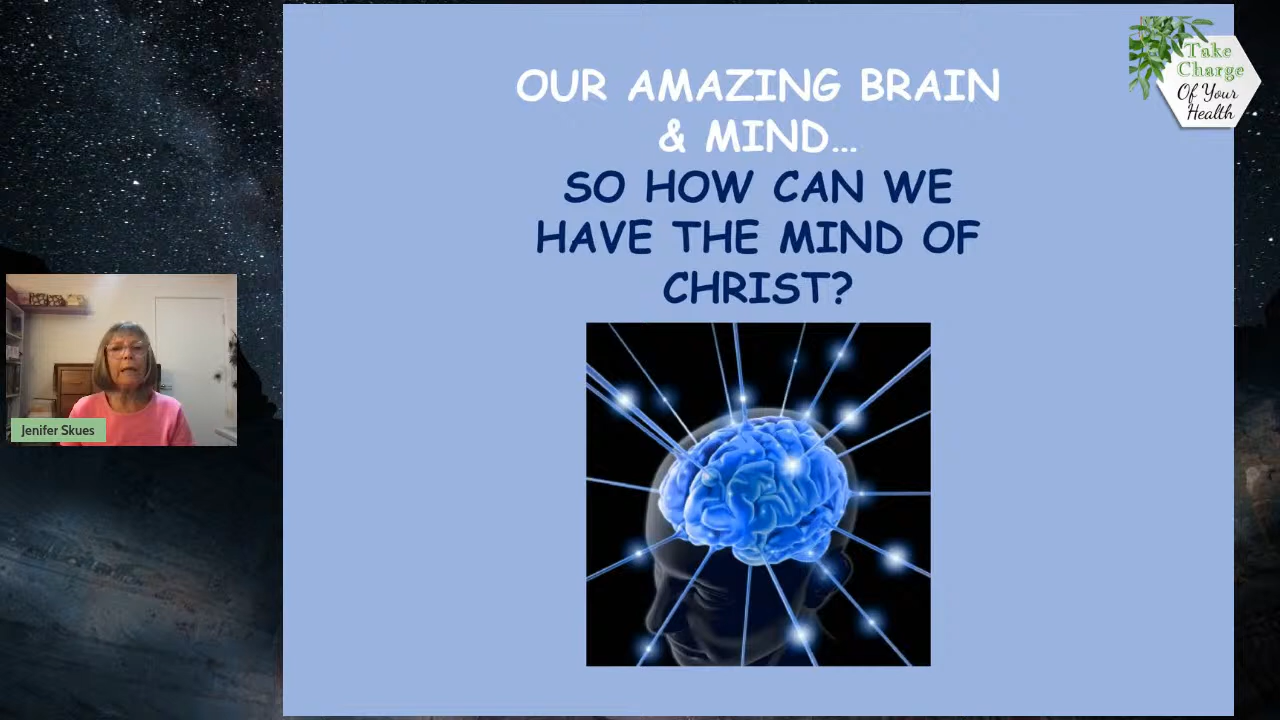 OUR AMAZING BRAIN
& MIND...
SO HOW CAN WE
HAVE THE MIND OF
CHRIST?
Take
Charge
Of Your
Health
Jenifer Skues